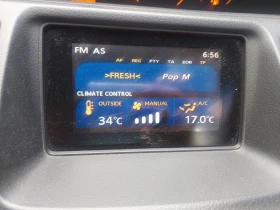 FM AS 6:56
AF REG PTY TA EON TP
>FRESH< Pop M
CLIMATE CONTROL
OUTSIDE MANUAL A/C
34°C 17.0°C